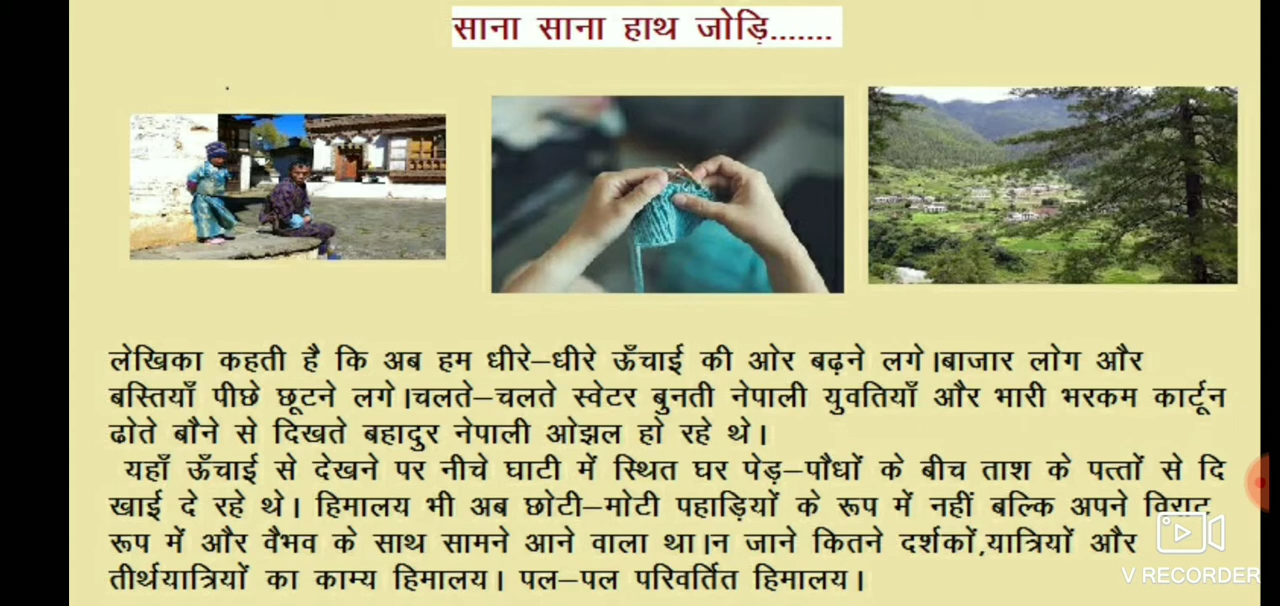 साना साना हाथ जोड़ि.......
लेखिका कहती है कि अब हम धीरे–धीरे ऊँचाई की ओर बढ़ने लगे।बाजार लोग और
बस्तियाँ पीछे छूटने लगे।चलते–चलते स्वेटर बुनती नेपाली युवतियाँ और भारी भरकम कार्टून
ढोते बौने से दिखते बहादुर नेपाली ओझल हो रहे थे।
यहाँ ऊँचाई से देखने पर नीचे घाटी में स्थित घर पेड़–पौधों के बीच ताश के पत्तों से दि
खाई दे रहे थे। हिमालय भी अब छोटी–मोटी पहाड़ियों के रूप में नहीं बल्कि अपने विराट
रूप में और वैभव के साथ सामने आने वाला था।न जाने कितने दर्शकों,यात्रियों और
तीर्थयात्रियों का काम्य हिमालय। पल–पल परिवर्तित हिमालय।
V RECORDER